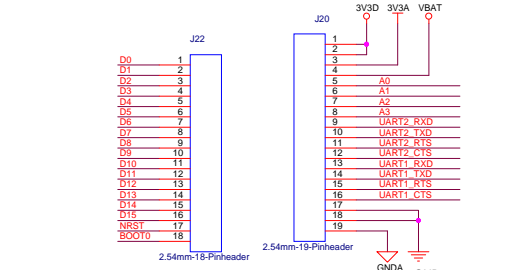 3V3D 3V3A VBAT
J22
J20
D0 1
D1 2
D2 3
D3 4
D4 5
D5 6
D6 7
D7 8
D8 9
D9 10
D10 11
D11 12
D12 13
D13 14
D14 15
D15 16
NRST 17
BOOT0 18
2.54mm-18-Pinheader
1
2
3
4
5 A0
6 A1
7 A2
8 A3
9 UART2_RXD
10 UART2_TXD
11 UART2_RTS
12 UART2_CTS
13 UART1_RXD
14 UART1_TXD
15 UART1_RTS
16 UART1_CTS
17
18
19
2.54mm-19-Pinheader
GNDA